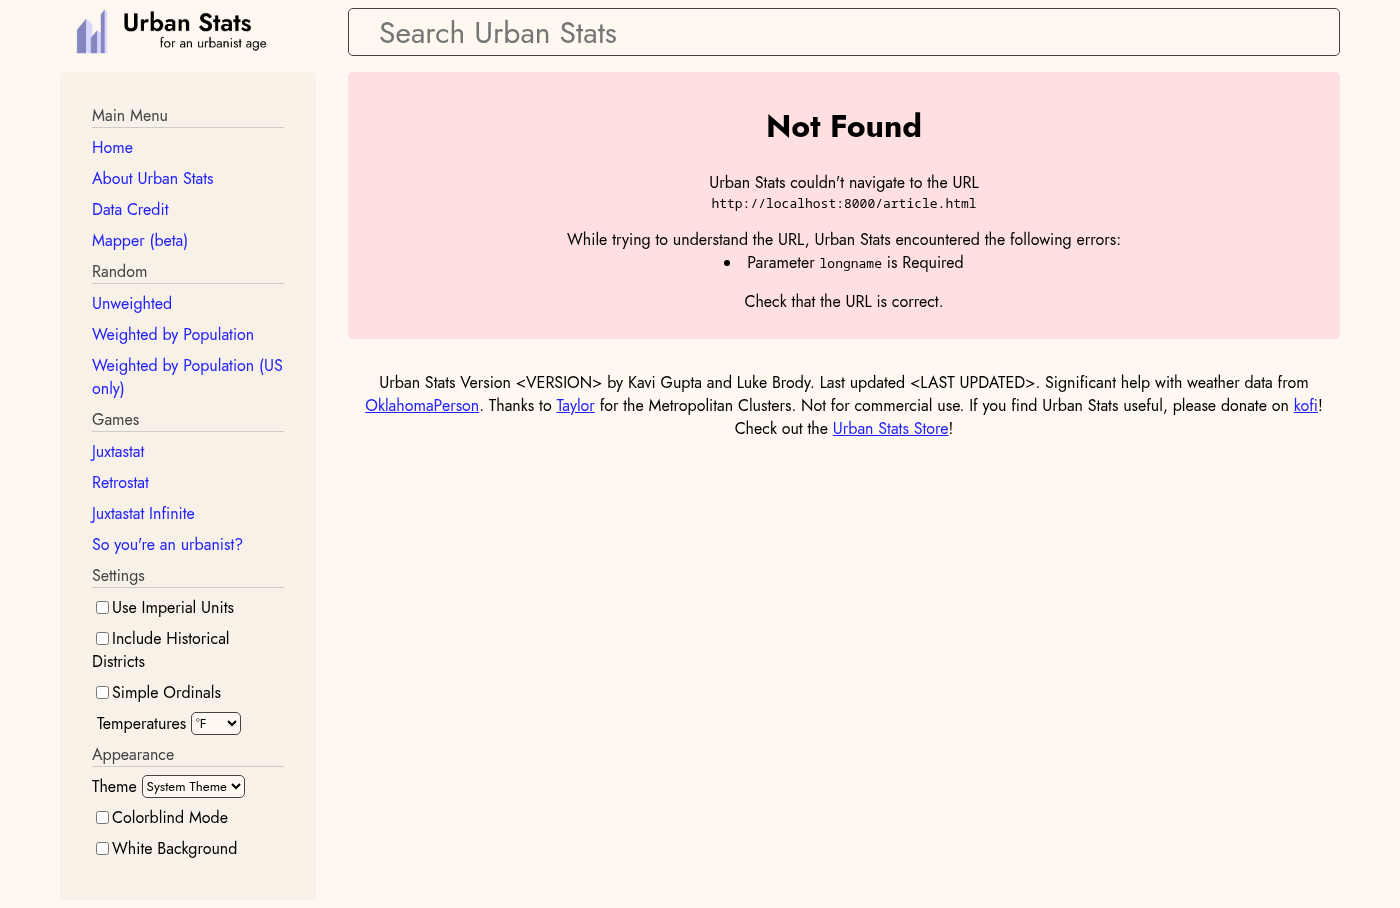 Urban Stats
for an urbanist age
Search Urban Stats
Main Menu
Home
About Urban Stats
Data Credit
Mapper (beta)
Random
Unweighted
Weighted by Population
Weighted by Population (US
only)
Games
Juxtastat
Retrostat
Juxtastat Infinite
So you're an urbanist?
Settings
Use Imperial Units
Include Historical
Districts
Simple Ordinals
Temperatures °F
Appearance
Theme System Theme
Colorblind Mode
White Background
Not Found
Urban Stats couldn't navigate to the URL
http://localhost:8000/article.html
While trying to understand the URL, Urban Stats encountered the following errors:
• Parameter longname is Required
Check that the URL is correct.
Urban Stats Version <VERSION> by Kavi Gupta and Luke Brody. Last updated <LAST UPDATED>. Significant help with weather data from
OklahomaPerson. Thanks to Taylor for the Metropolitan Clusters. Not for commercial use. If you find Urban Stats useful, please donate on kofi!
Check out the Urban Stats Store!